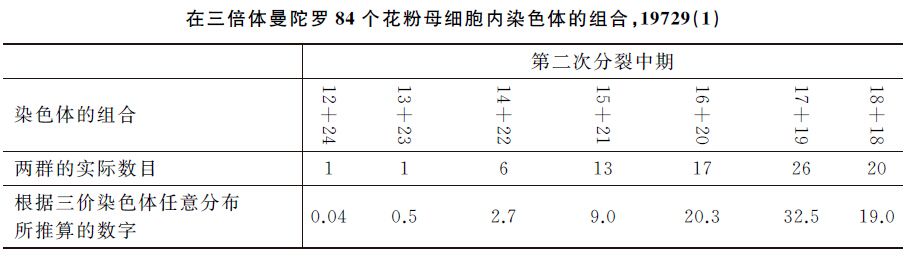 在三倍体曼陀罗 84 个花粉母细胞内染色体的组合,19729(1)
第二次分裂中期
染色体的组合 12+24 13+23 14+22 15+21 16+20 17+19 18+18
两群的实际数目 1 1 6 13 17 26 20
根据三价染色体任意分布
所推算的数字 0.04 0.5 2.7 9.0 20.3 32.5 19.0